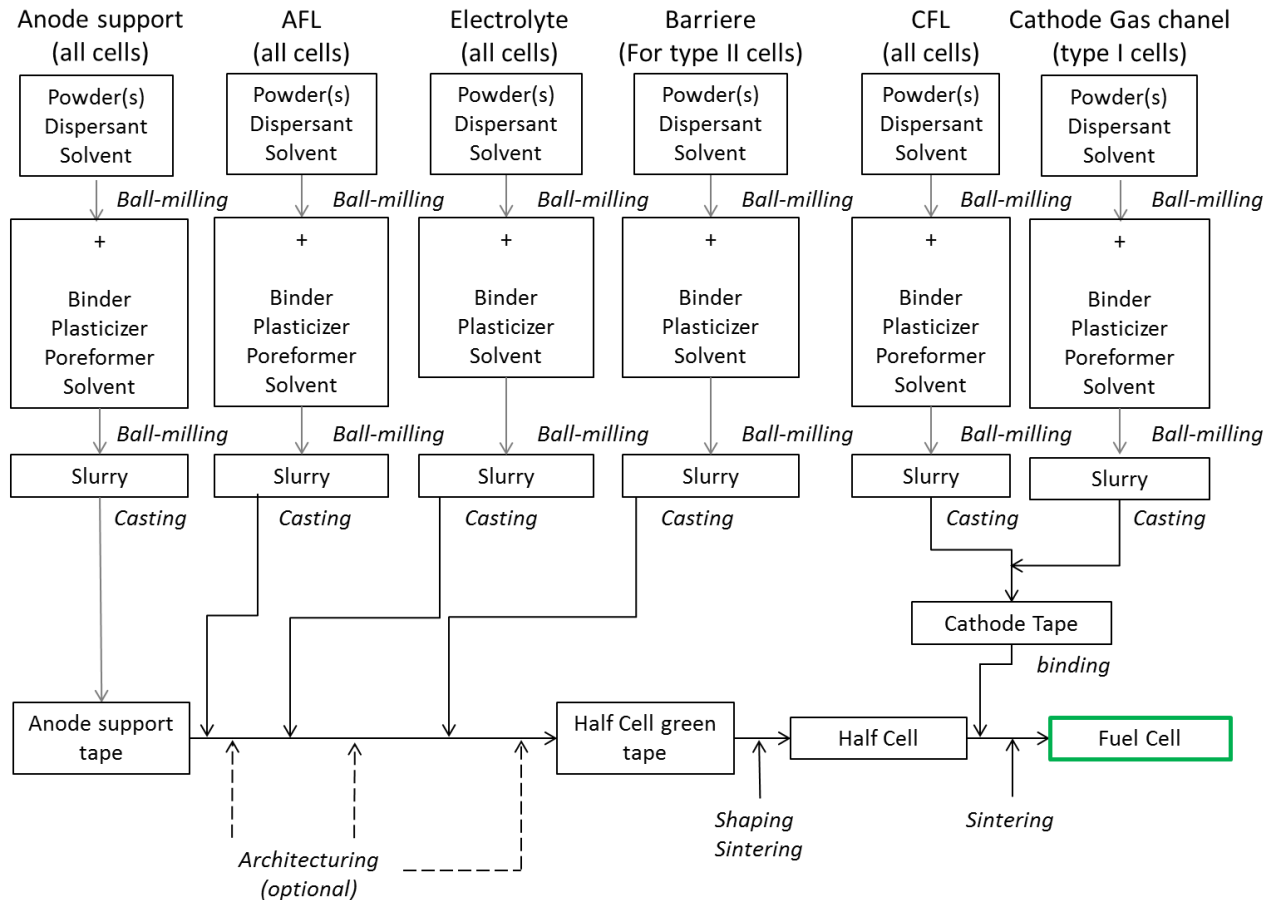 Anode support
(all cells)
AFL
(all cells)
Electrolyte
(all cells)
Barriere
(For type II cells)
CFL
(all cells)
Cathode Gas chanel
(type I cells)
Powder(s)
Dispersant
Solvent
Powder(s)
Dispersant
Solvent
Powder(s)
Dispersant
Solvent
Powder(s)
Dispersant
Solvent
Powder(s)
Dispersant
Solvent
Powder(s)
Dispersant
Solvent
Ball-milling
Ball-milling
Ball-milling
Ball-milling
Ball-milling
Ball-milling
+
Binder
Plasticizer
Poreformer
Solvent
+
Binder
Plasticizer
Poreformer
Solvent
+
Binder
Plasticizer
Solvent
+
Binder
Plasticizer
Solvent
+
Binder
Plasticizer
Poreformer
Solvent
+
Binder
Plasticizer
Poreformer
Solvent
Ball-milling
Ball-milling
Ball-milling
Ball-milling
Ball-milling
Ball-milling
Slurry
Slurry
Slurry
Slurry
Slurry
Slurry
Casting
Casting
Casting
Casting
Casting
Casting
Cathode Tape
binding
Anode support
tape
Half Cell green
tape
Half Cell
Fuel Cell
Shaping
Sintering
Sintering
Architecturing
(optional)